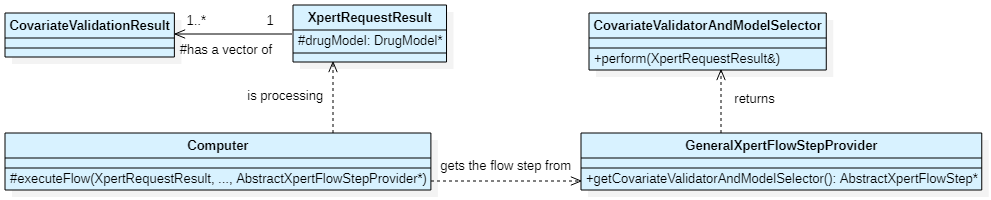 CovariateValidationResult
1..*
1
#has a vector of
XpertRequestResult
#drugModel: DrugModel*
CovariateValidatorAndModelSelector
+perform(XpertRequestResult&)
is processing
returns
Computer
#executeFlow(XpertRequestResult, ..., AbstractXpertFlowStepProvider*)
gets the flow step from
GeneralXpertFlowStepProvider
+getCovariateValidatorAndModelSelector(): AbstractXpertFlowStep*